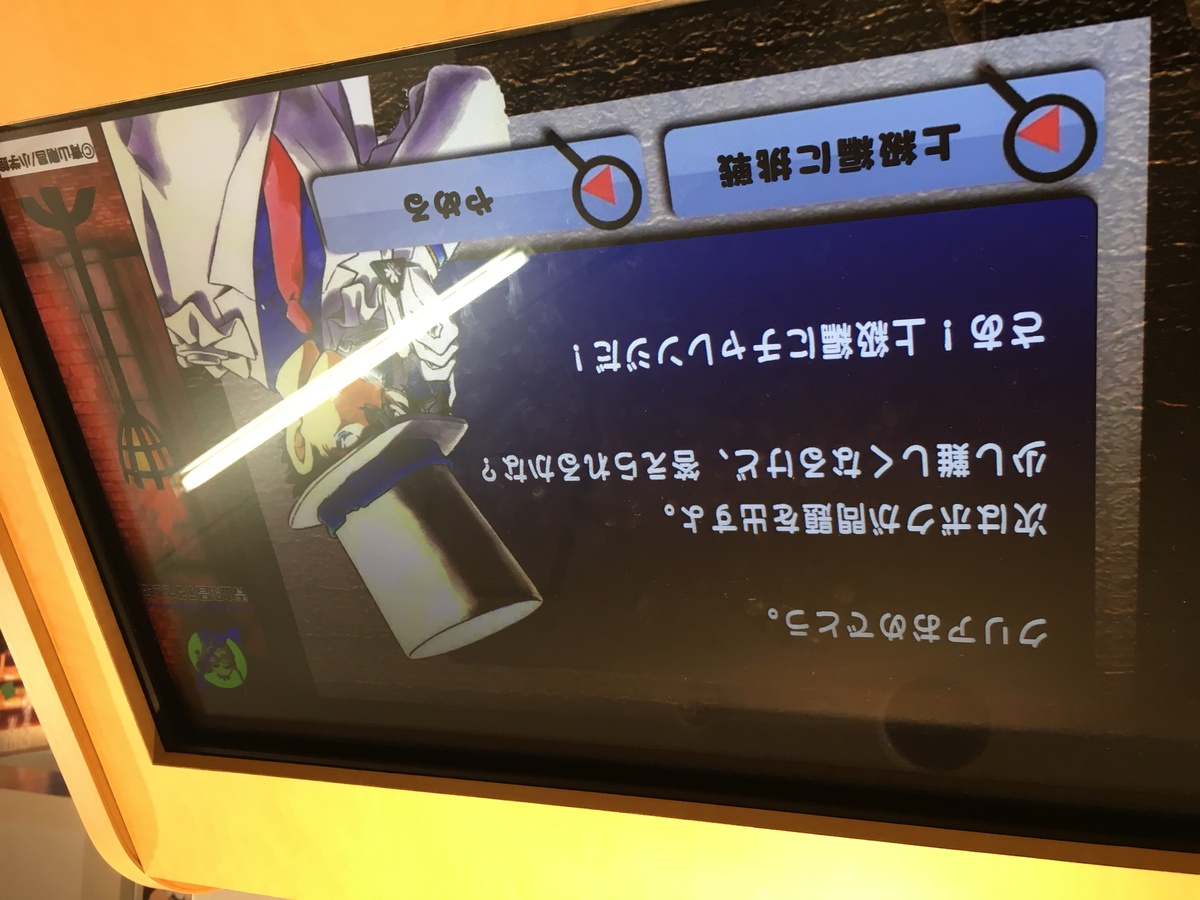 クリアおめでとう。
次はボクが問題を出すよ。
少し難しくなるけど、答えられるかな？
さあ！上級編にチャレンジだ！
上級編に挑戦
やめる
©青山剛昌/小学館